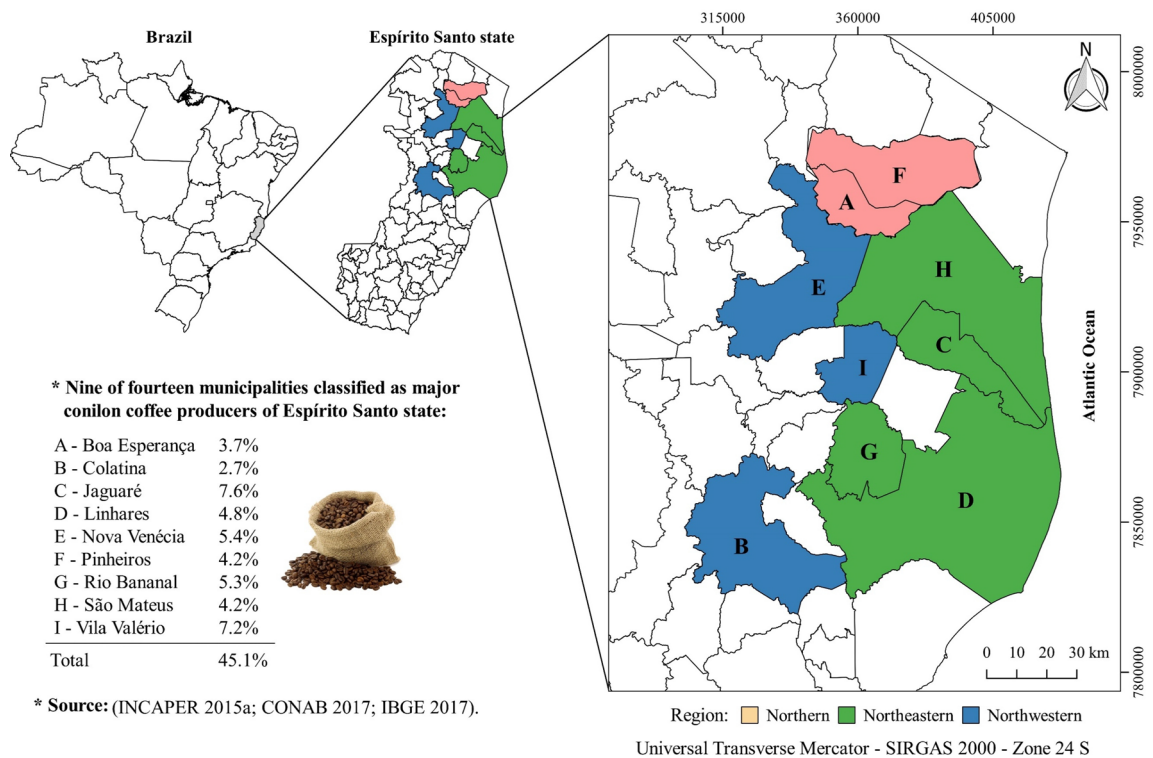 Brazil
Espírito Santo state
315000
360000
405000
N
8000000
7950000
7900000
7850000
7800000
Atlantic Ocean
F
A
H
E
C
I
G
D
B
0 10 20 30 km
* Nine of fourteen municipalities classified as major
conilon coffee producers of Espírito Santo state:
A - Boa Esperança 3.7%
B - Colatina 2.7%
C - Jaguaré 7.6%
D - Linhares 4.8%
E - Nova Venécia 5.4%
F - Pinheiros 4.2%
G - Rio Bananal 5.3%
H - São Mateus 4.2%
I - Vila Valério 7.2%
Total 45.1%
* Source: (INCAPER 2015a; CONAB 2017; IBGE 2017).
Region: Northern Northeastern Northwestern
Universal Transverse Mercator - SIRGAS 2000 - Zone 24 S